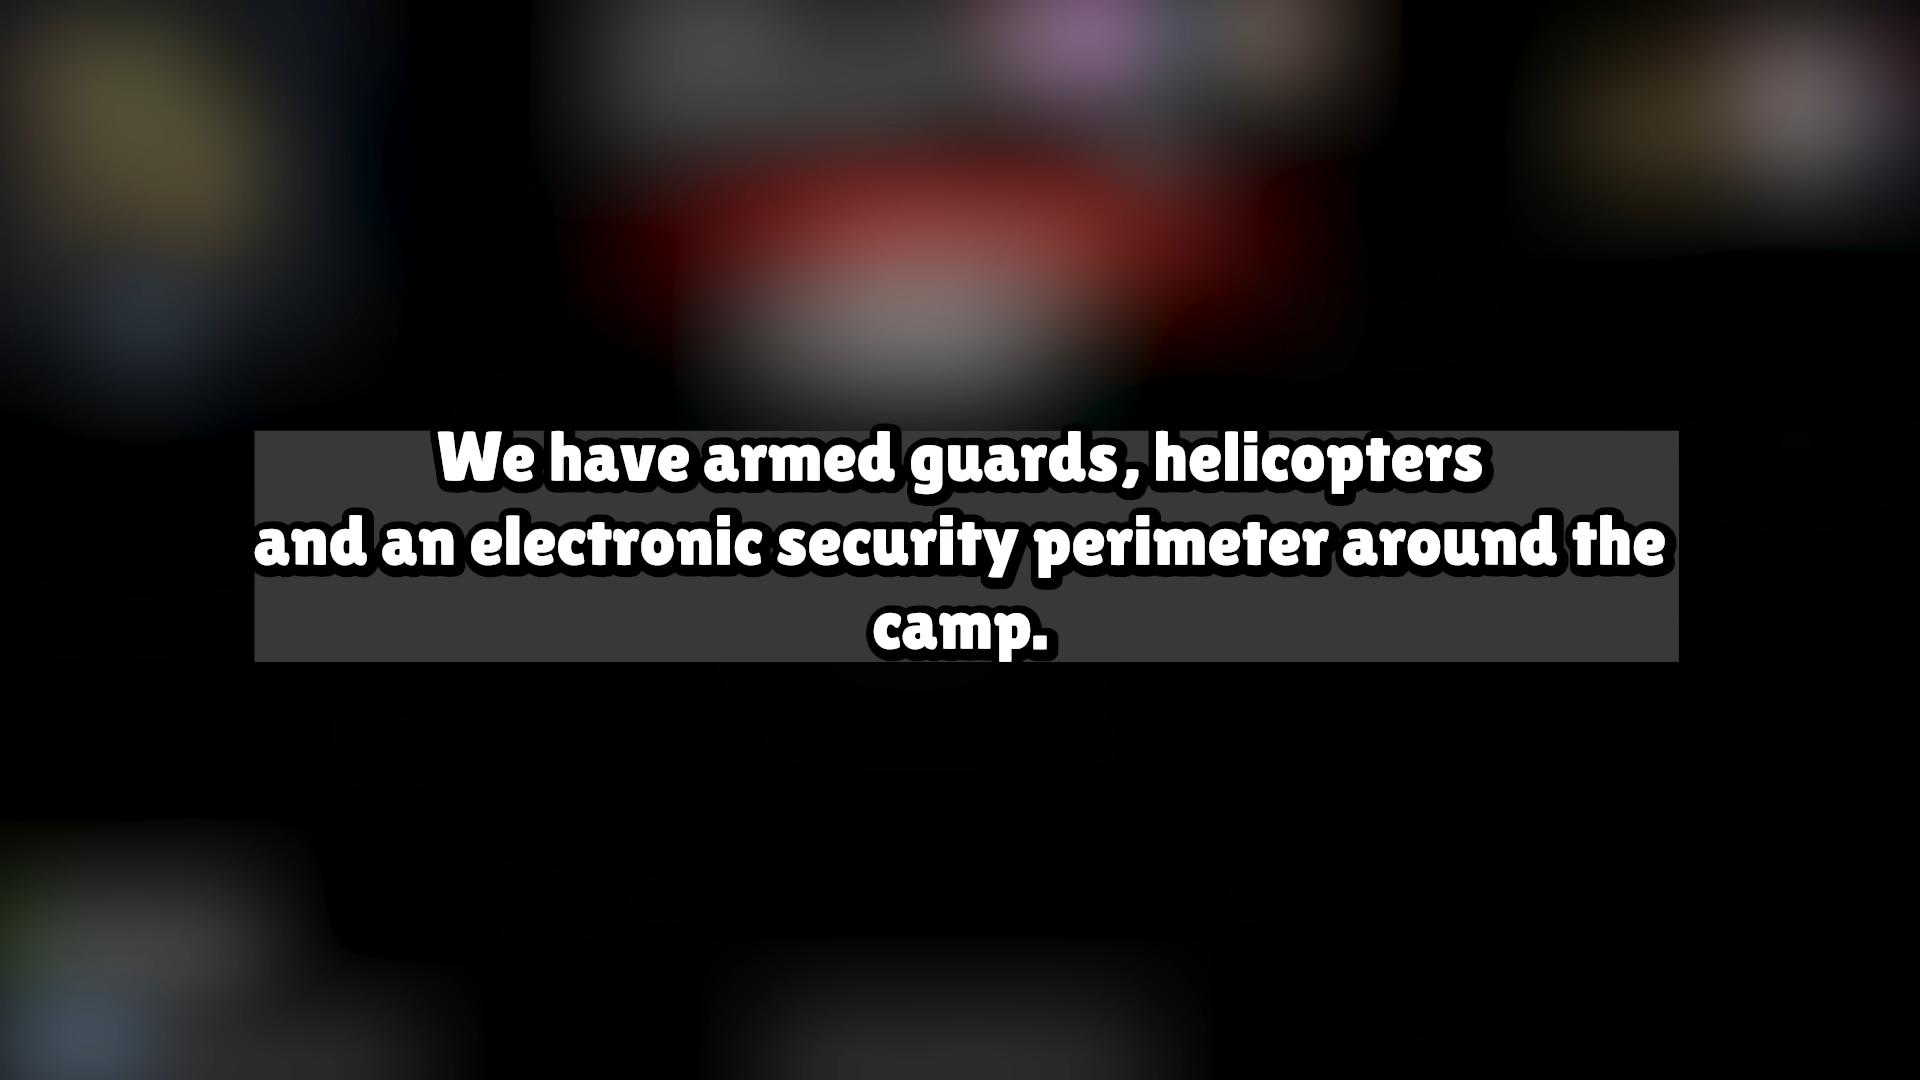 We have armed guards, helicopters
and an electronic security perimeter around the
camp.